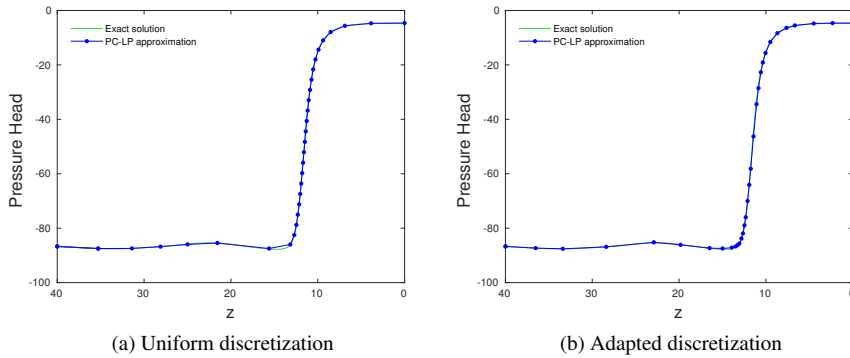 0
-20
-40
-60
-80
-100
Pressure Head
Exact solution
PC-LP approximation
40
30
20
10
0
z
(a) Uniform discretization
0
-20
-40
-60
-80
-100
Pressure Head
Exact solution
PC-LP approximation
40
30
20
10
0
z
(b) Adapted discretization